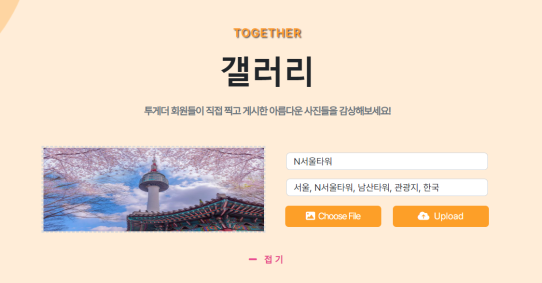 TOGETHER
갤러리
투게더 회원들이 직접 찍고 게시한 아름다운 사진들을 감상해보세요!
N서울타워
서울, N서울타워, 남산타워, 관광지, 한국
Choose File
Upload
접기